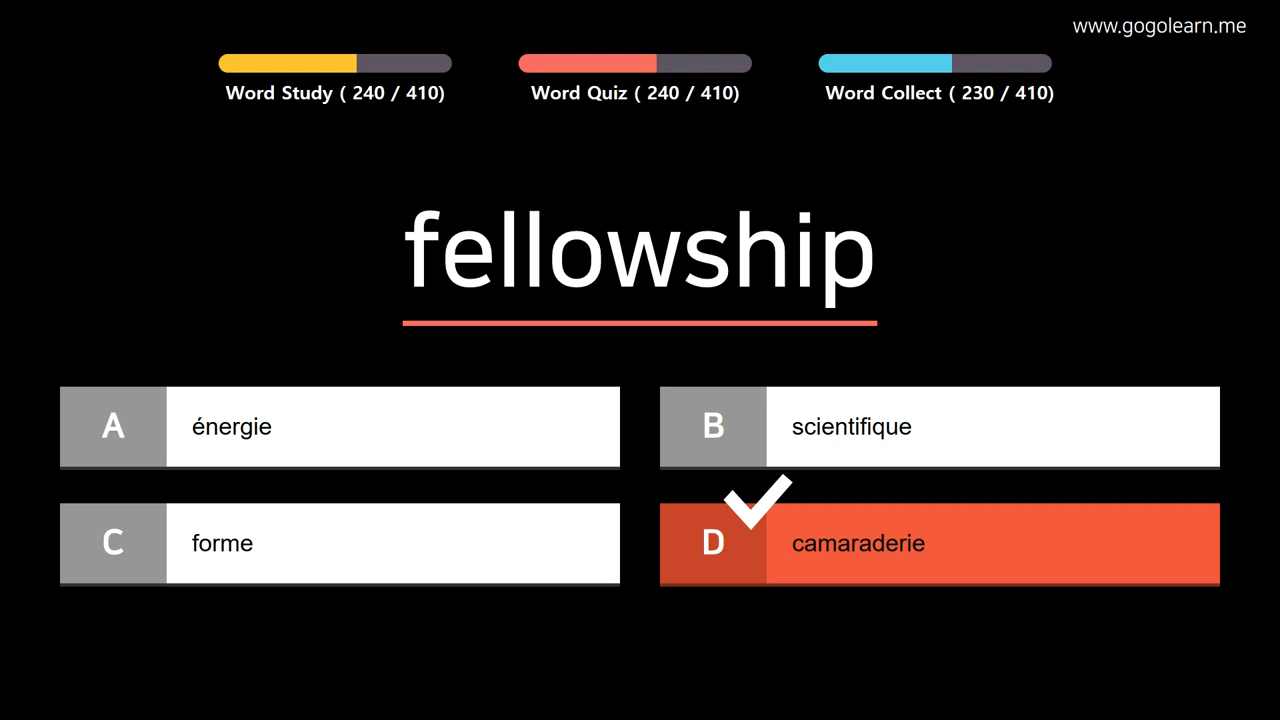 www.gogolearn.me
Word Study ( 240 / 410)
Word Quiz ( 240 / 410)
Word Collect ( 230 / 410)
fellowship
A énergie
B scientifique
C forme
D camaraderie